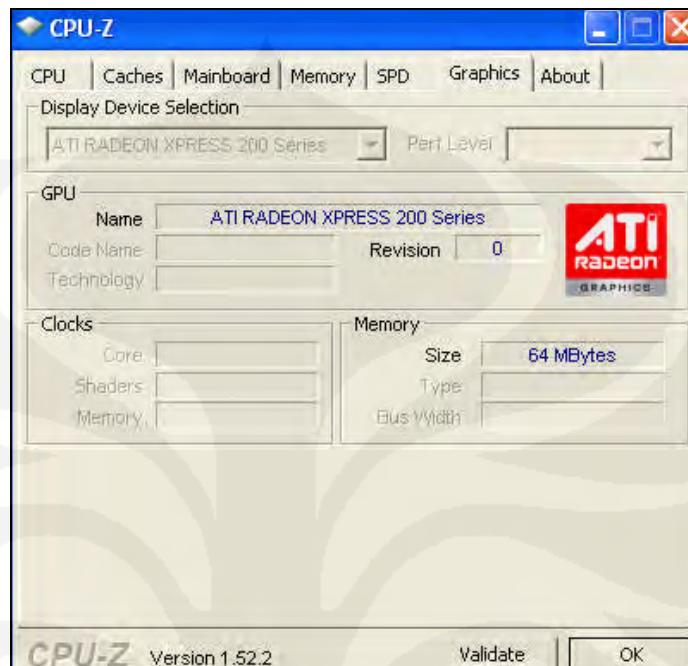 CPU-Z
CPU Caches Mainboard Memory SPD Graphics About
Display Device Selection
ATI RADEON XPRESS 200 Series Perf Level
GPU
Name ATI RADEON XPRESS 200 Series
Code Name Revision 0
Technology
ATI
RADEON
GRAPHICS
Clocks Memory
Core Size 64 MBytes
Shaders Type
Memory Bus Width
CPU-Z Version 1.52.2 Validate OK